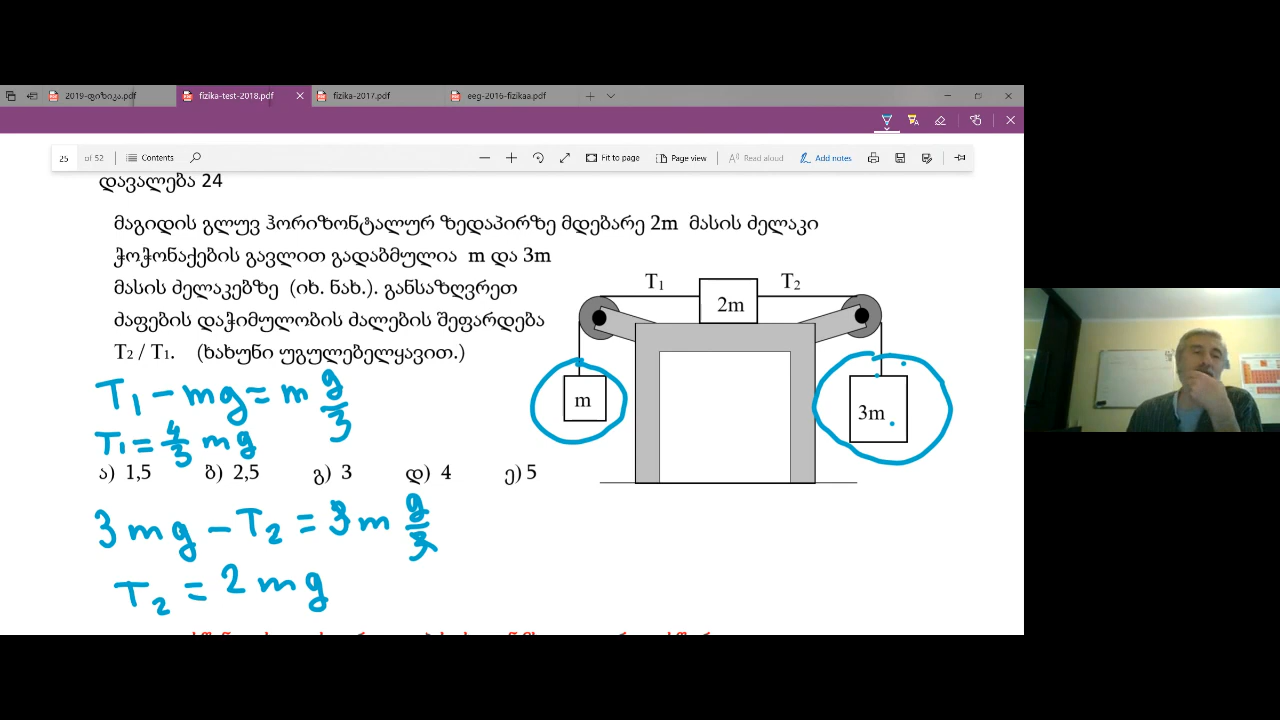 2019-ფიზიკა.pdf
fizika-test-2018.pdf
fizika-2017.pdf
eeg-2016-fizikaa.pdf
25 of 52 Contents Fit to page Page view Read aloud Add notes
დავალება 24
მაგიდის გლუვ ჰორიზონტალურ ზედაპირზე მდებარე 2m მასის ძელაკი
ჭოჭონაქების გავლით გადაბმულია m და 3m
მასის ძელაკებზე (იხ. ნახ.). განსაზღვრეთ
ძაფების დაჭიმულობის ძალების შეფარდება
T₂ / T₁. (ხახუნი უგულებელყავით.)
T₁ T₂
2m
m
3m
T₁ - mg = m g/3
T₁ = 4/3 mg
ა) 1,5 ბ) 2,5 გ) 3 დ) 4 ე) 5
3mg - T₂ = 3m g/3
T₂ = 2mg